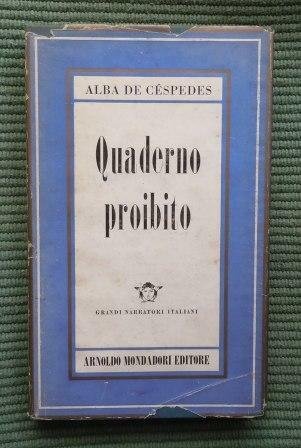 ALBA DE CÉSPEDES
Quaderno
proibito
GRANDI NARRATORI ITALIANI
ARNOLDO MONDADORI EDITORE